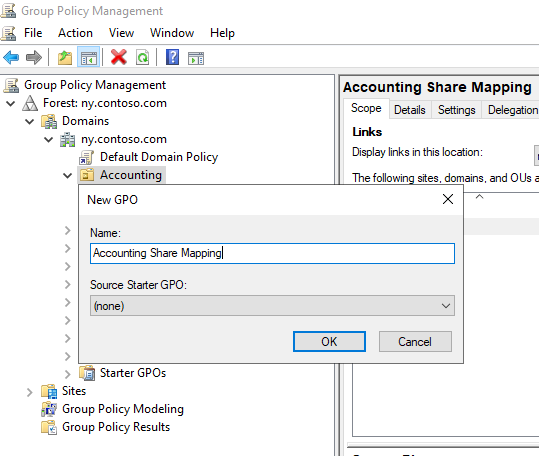 Group Policy Management
File Action View Window Help
Group Policy Management
Forest: ny.contoso.com
Domains
ny.contoso.com
Default Domain Policy
Accounting
Starter GPOs
Sites
Group Policy Modeling
Group Policy Results
Accounting Share Mapping
Scope Details Settings Delegation
Links
Display links in this location:
The following sites, domains, and OUs a
New GPO
Name:
Accounting Share Mapping
Source Starter GPO:
(none)
OK Cancel